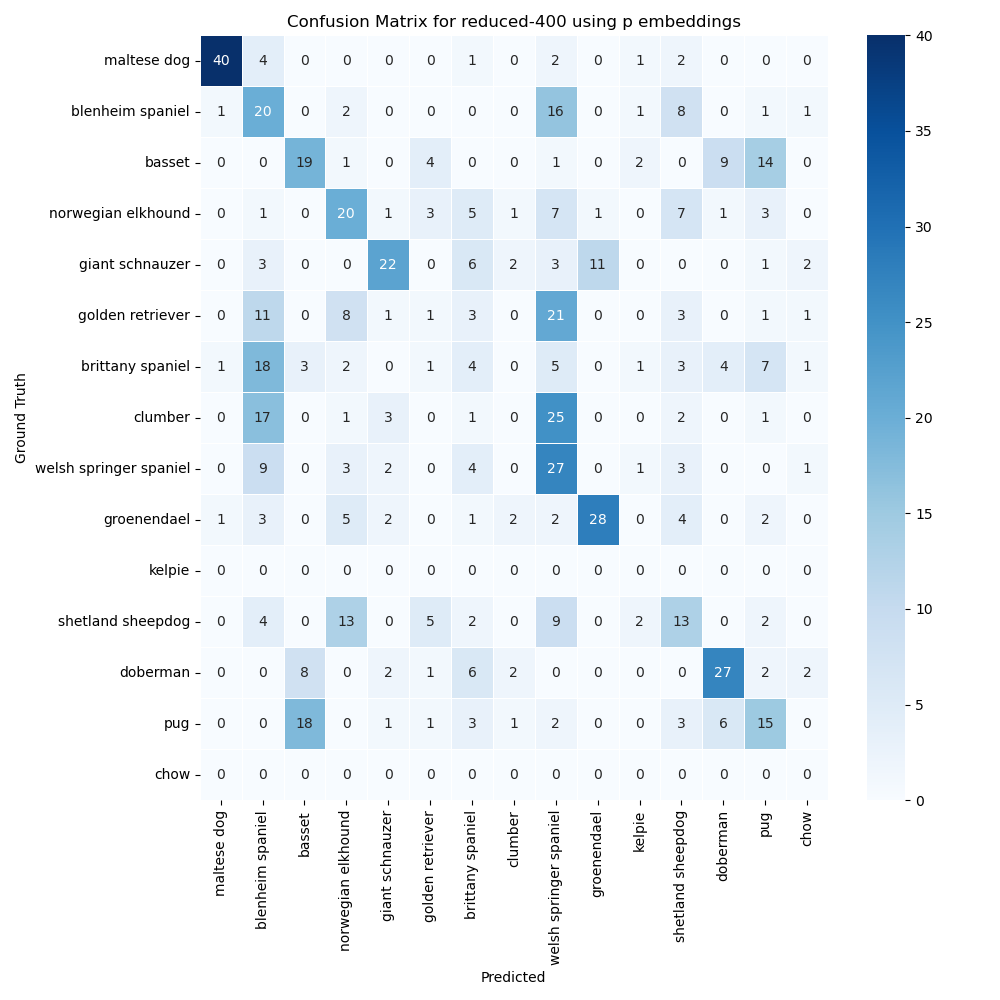 Confusion Matrix for reduced-400 using p embeddings
Ground Truth
maltese dog 40 4 0 0 0 0 1 0 2 0 1 2 0 0 0
blenheim spaniel 1 20 0 2 0 0 0 0 16 0 1 8 0 1 1
basset 0 0 19 1 0 4 0 0 1 0 2 0 9 14 0
norwegian elkhound 0 1 0 20 1 3 5 1 7 1 0 7 1 3 0
giant schnauzer 0 3 0 0 22 0 6 2 3 11 0 0 0 1 2
golden retriever 0 11 0 8 1 1 3 0 21 0 0 3 0 1 1
brittany spaniel 1 18 3 2 0 1 4 0 5 0 1 3 4 7 1
clumber 0 17 0 1 3 0 1 0 25 0 0 2 0 1 0
welsh springer spaniel 0 9 0 3 2 0 4 0 27 0 1 3 0 0 1
groenendael 1 3 0 5 2 0 1 2 2 28 0 4 0 2 0
kelpie 0 0 0 0 0 0 0 0 0 0 0 0 0 0 0
shetland sheepdog 0 4 0 13 0 5 2 0 9 0 2 13 0 2 0
doberman 0 0 8 0 2 1 6 2 0 0 0 0 27 2 2
pug 0 0 18 0 1 1 3 1 2 0 0 3 6 15 0
chow 0 0 0 0 0 0 0 0 0 0 0 0 0 0 0
maltese dog
blenheim spaniel
basset
norwegian elkhound
giant schnauzer
golden retriever
brittany spaniel
clumber
welsh springer spaniel
groenendael
kelpie
shetland sheepdog
doberman
pug
chow
Predicted
40
35
30
25
20
15
10
5
0